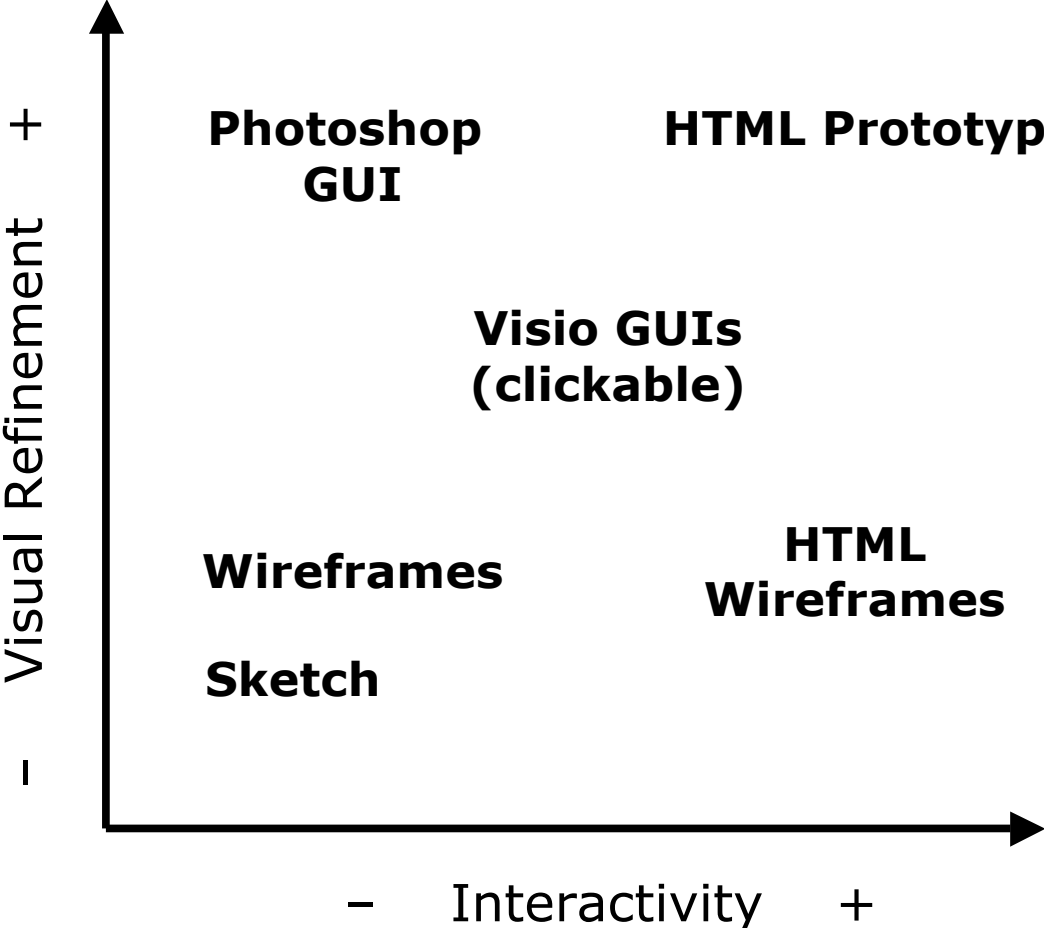 +
Visual Refinement
–
Photoshop
GUI
HTML Prototyp
Visio GUIs
(clickable)
Wireframes
HTML
Wireframes
Sketch
– Interactivity +